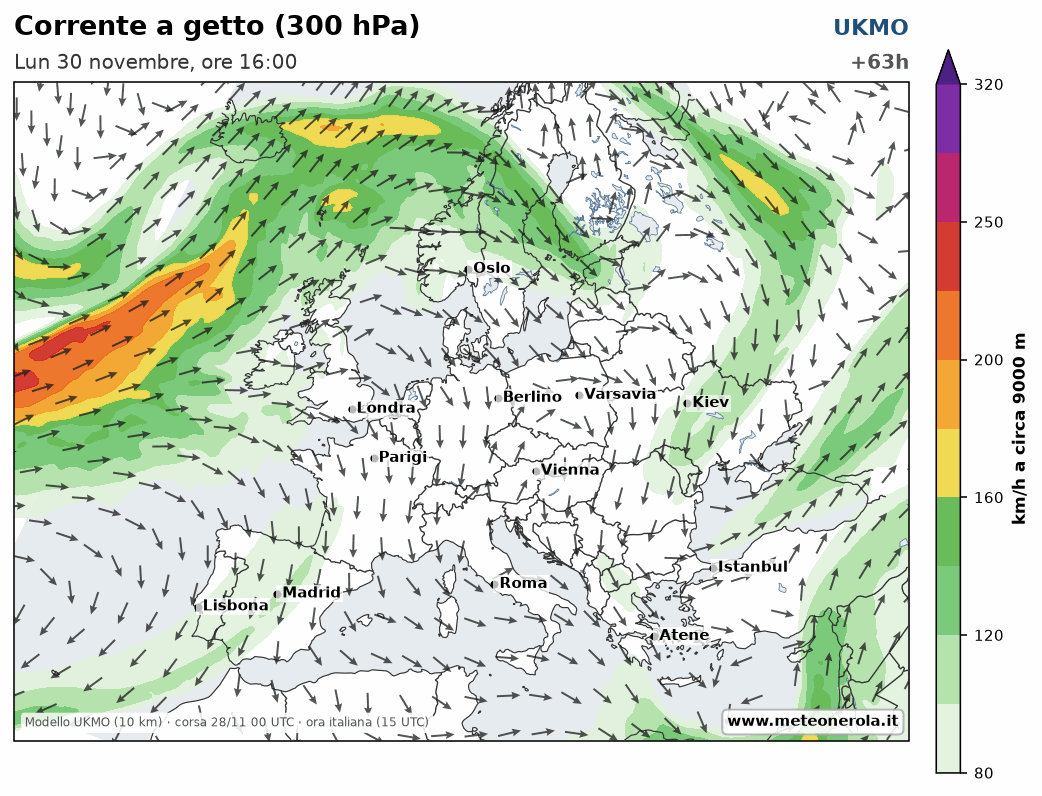 Corrente a getto (300 hPa)
UKMO
Lun 30 novembre, ore 16:00
+63h
320
250
200
160
120
80
km/h a circa 9000 m
Oslo
Londra
Berlino
Varsavia
Kiev
Parigi
Vienna
Istanbul
Roma
Madrid
Lisbona
Atene
Modello UKMO (10 km) · corsa 28/11 00 UTC · ora italiana (15 UTC)
www.meteonerola.it